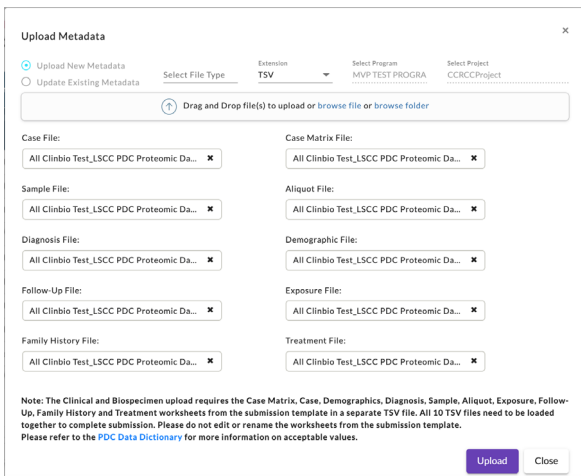 Upload Metadata
×
Upload New Metadata
Update Existing Metadata
Select File Type
Extension
TSV
Select Program
MVP TEST PROGRA
Select Project
CCRCCProject
Drag and Drop file(s) to upload or browse file or browse folder
Case File:
Case Matrix File:
All Clinbio Test_LSCC PDC Proteomic Da... ×
All Clinbio Test_LSCC PDC Proteomic Da... ×
Sample File:
Aliquot File:
All Clinbio Test_LSCC PDC Proteomic Da... ×
All Clinbio Test_LSCC PDC Proteomic Da... ×
Diagnosis File:
Demographic File:
All Clinbio Test_LSCC PDC Proteomic Da... ×
All Clinbio Test_LSCC PDC Proteomic Da... ×
Follow-Up File:
Exposure File:
All Clinbio Test_LSCC PDC Proteomic Da... ×
All Clinbio Test_LSCC PDC Proteomic Da... ×
Family History File:
Treatment File:
All Clinbio Test_LSCC PDC Proteomic Da... ×
All Clinbio Test_LSCC PDC Proteomic Da... ×
Note: The Clinical and Biospecimen upload requires the Case Matrix, Case, Demographics, Diagnosis, Sample, Aliquot, Exposure, Follow-
Up, Family History and Treatment worksheets from the submission template in a separate TSV file. All 10 TSV files need to be loaded
together to complete submission. Please do not edit or rename the worksheets from the submission template.
Please refer to the PDC Data Dictionary for more information on acceptable values.
Upload
Close